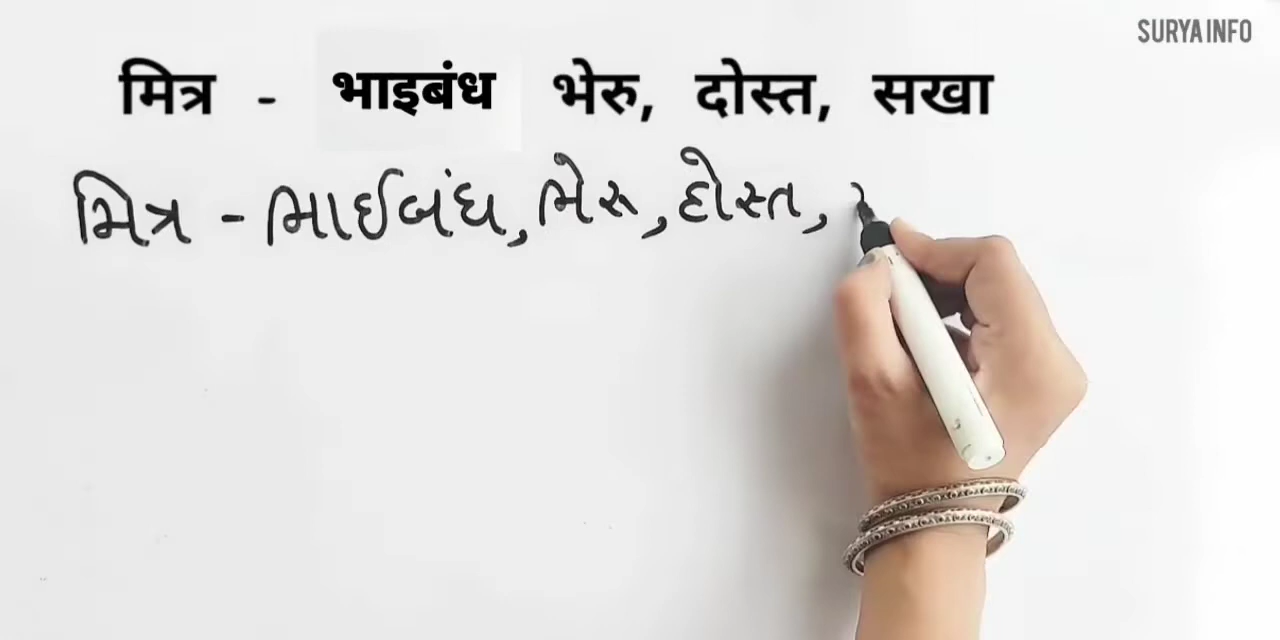 SURYA INFO
मित्र - भाइबंध भेरु, दोस्त, सखा
મિત્ર - ભાઈબંધ, ભેરૂ, દોસ્ત,